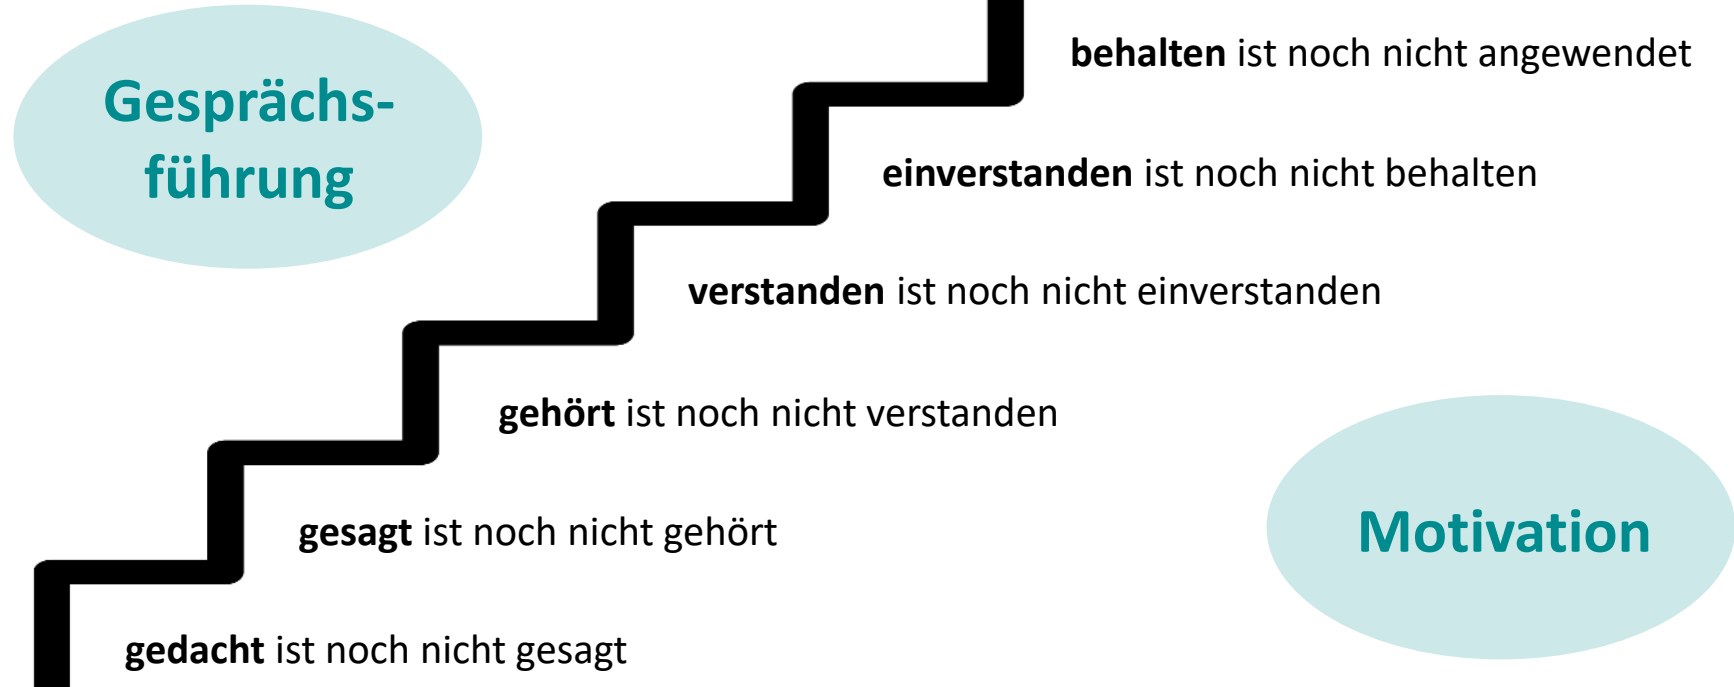 Gesprächs-
führung
behalten ist noch nicht angewendet
einverstanden ist noch nicht behalten
verstanden ist noch nicht einverstanden
gehört ist noch nicht verstanden
gesagt ist noch nicht gehört
Motivation
gedacht ist noch nicht gesagt